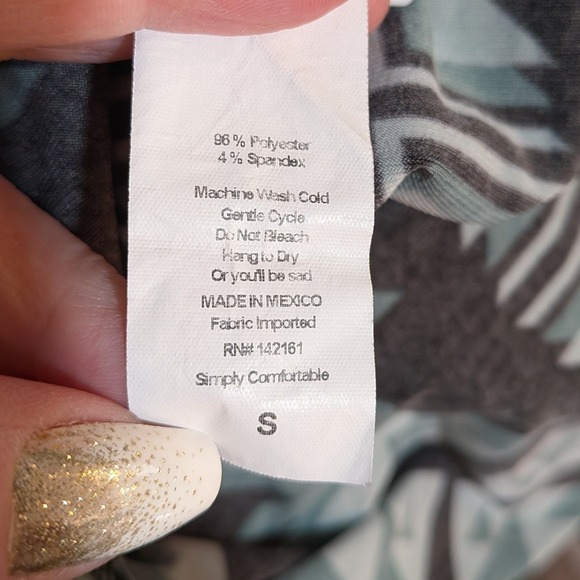 96% Polyester
4% Spandex
Machine Wash Cold
Gentle Cycle
Do Not Bleach
Hang to Dry
Or you'll be sad
MADE IN MEXICO
Fabric Imported
RN# 142161
Simply Comfortable
S